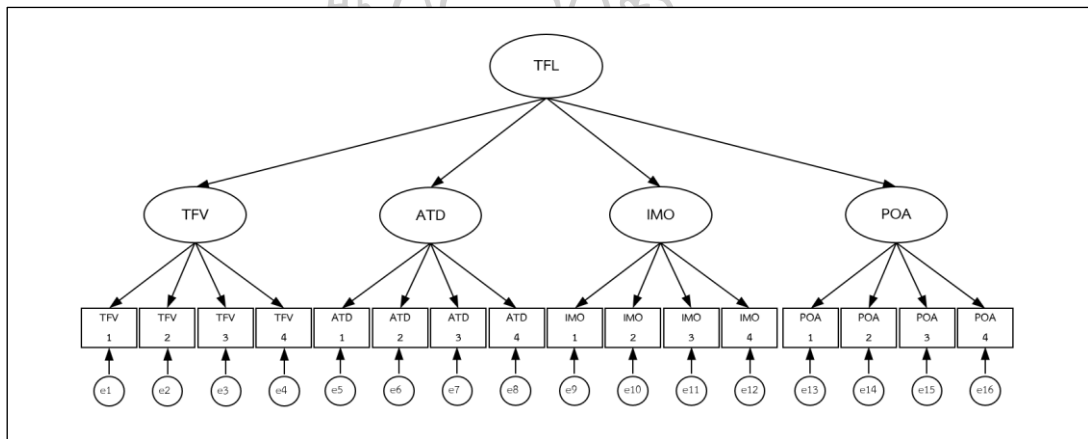 TFL
TFV ATD IMO POA
TFV TFV TFV TFV ATD ATD ATD ATD IMO IMO IMO IMO POA POA POA POA
1 2 3 4 1 2 3 4 1 2 3 4 1 2 3 4
e1 e2 e3 e4 e5 e6 e7 e8 e9 e10 e11 e12 e13 e14 e15 e16